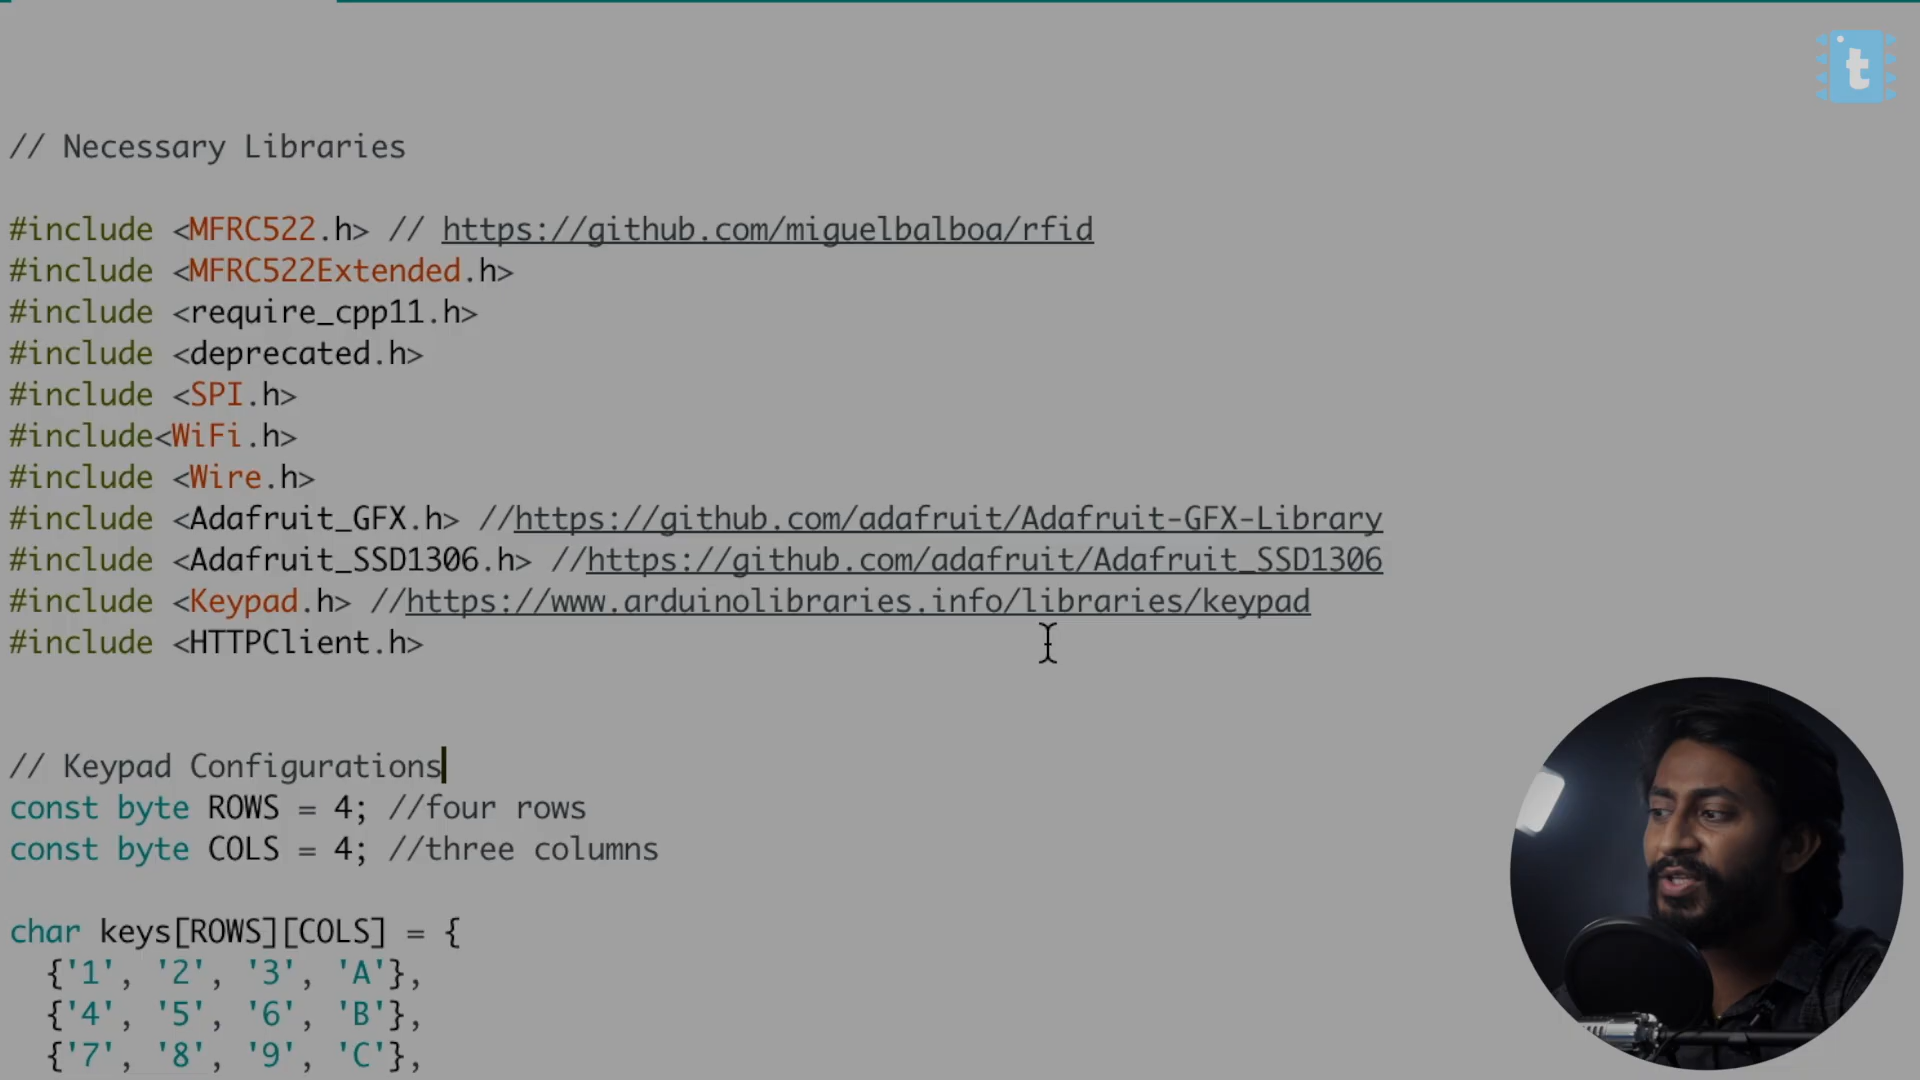 t
// Necessary Libraries
#include <MFRC522.h> // https://github.com/miguelbalboa/rfid
#include <MFRC522Extended.h>
#include <require_cpp11.h>
#include <deprecated.h>
#include <SPI.h>
#include<WiFi.h>
#include <Wire.h>
#include <Adafruit_GFX.h> //https://github.com/adafruit/Adafruit-GFX-Library
#include <Adafruit_SSD1306.h> //https://github.com/adafruit/Adafruit_SSD1306
#include <Keypad.h> //https://www.arduinolibraries.info/libraries/keypad
#include <HTTPClient.h>
// Keypad Configurations
const byte ROWS = 4; //four rows
const byte COLS = 4; //three columns
char keys[ROWS][COLS] = {
{'1', '2', '3', 'A'},
{'4', '5', '6', 'B'},
{'7', '8', '9', 'C'},